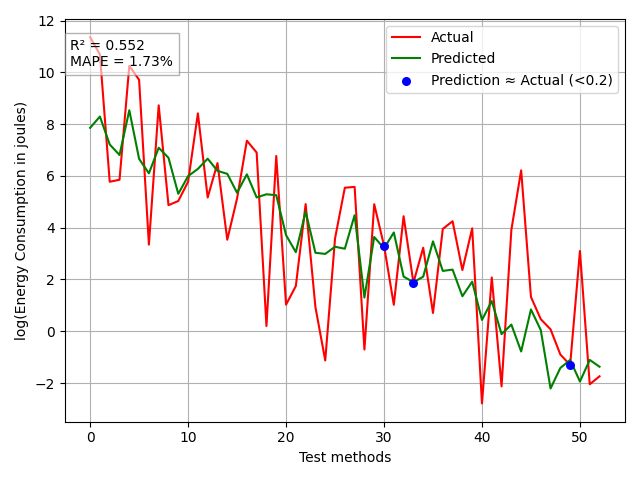 R² = 0.552
MAPE = 1.73%
Actual
Predicted
Prediction ≈ Actual (<0.2)
log(Energy Consumption in joules)
12
10
8
6
4
2
0
−2
0 10 20 30 40 50
Test methods